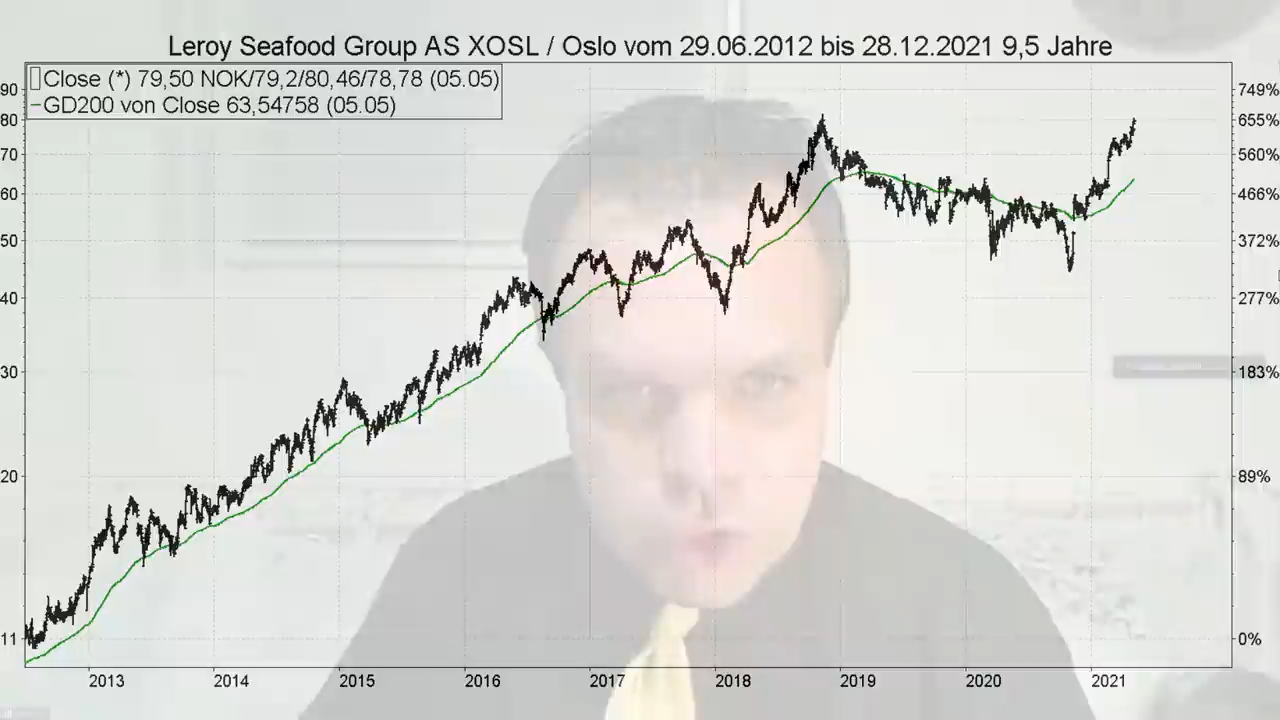 Leroy Seafood Group AS XOSL / Oslo vom 29.06.2012 bis 28.12.2021 9,5 Jahre
Close (*) 79,50 NOK/79,2/80,46/78,78 (05.05)
GD200 von Close 63,54758 (05.05)
90 749%
80 655%
70 560%
60 466%
50 372%
40 277%
30 183%
20 89%
11 0%
2013 2014 2015 2016 2017 2018 2019 2020 2021